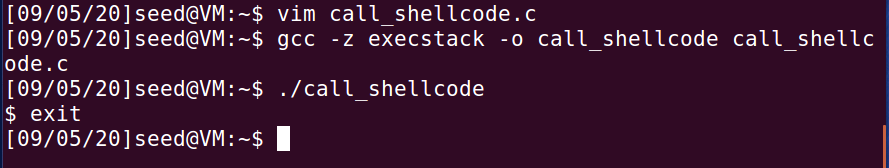 [09/05/20]seed@VM:~$ vim call_shellcode.c
[09/05/20]seed@VM:~$ gcc -z execstack -o call_shellcode call_shellc
ode.c
[09/05/20]seed@VM:~$ ./call_shellcode
$ exit
[09/05/20]seed@VM:~$